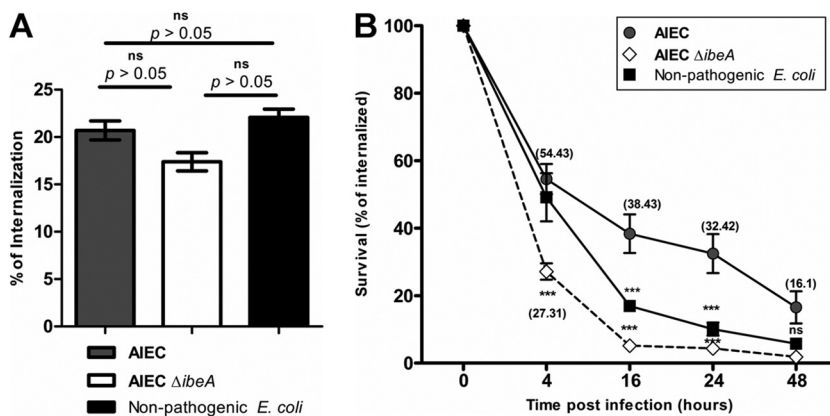 A
ns
p > 0.05
ns
p > 0.05
ns
p > 0.05
% of Internalization
25
20
15
10
5
0
AIEC
AIEC ΔibeA
Non-pathogenic E. coli
B
Survival (% of internalized)
100
80
60
40
20
0
AIEC
AIEC ΔibeA
Non-pathogenic E. coli
(54.43)
(38.43)
(32.42)
(16.1)
***
(27.31)
***
***
***
***
ns
0 4 16 24 48
Time post infection (hours)